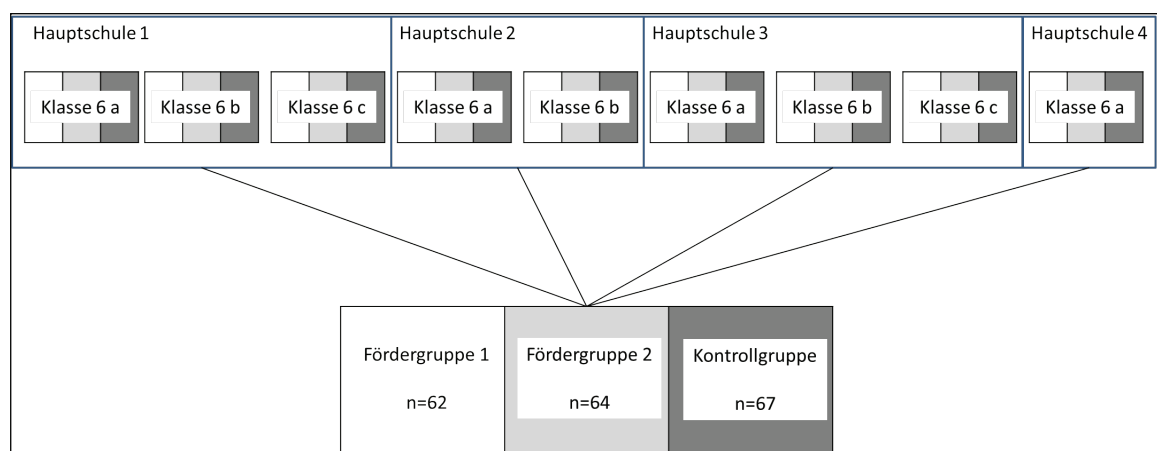 Hauptschule 1
Hauptschule 2
Hauptschule 3
Hauptschule 4
Klasse 6 a
Klasse 6 b
Klasse 6 c
Klasse 6 a
Klasse 6 b
Klasse 6 a
Klasse 6 b
Klasse 6 c
Klasse 6 a
Fördergruppe 1
n=62
Fördergruppe 2
n=64
Kontrollgruppe
n=67